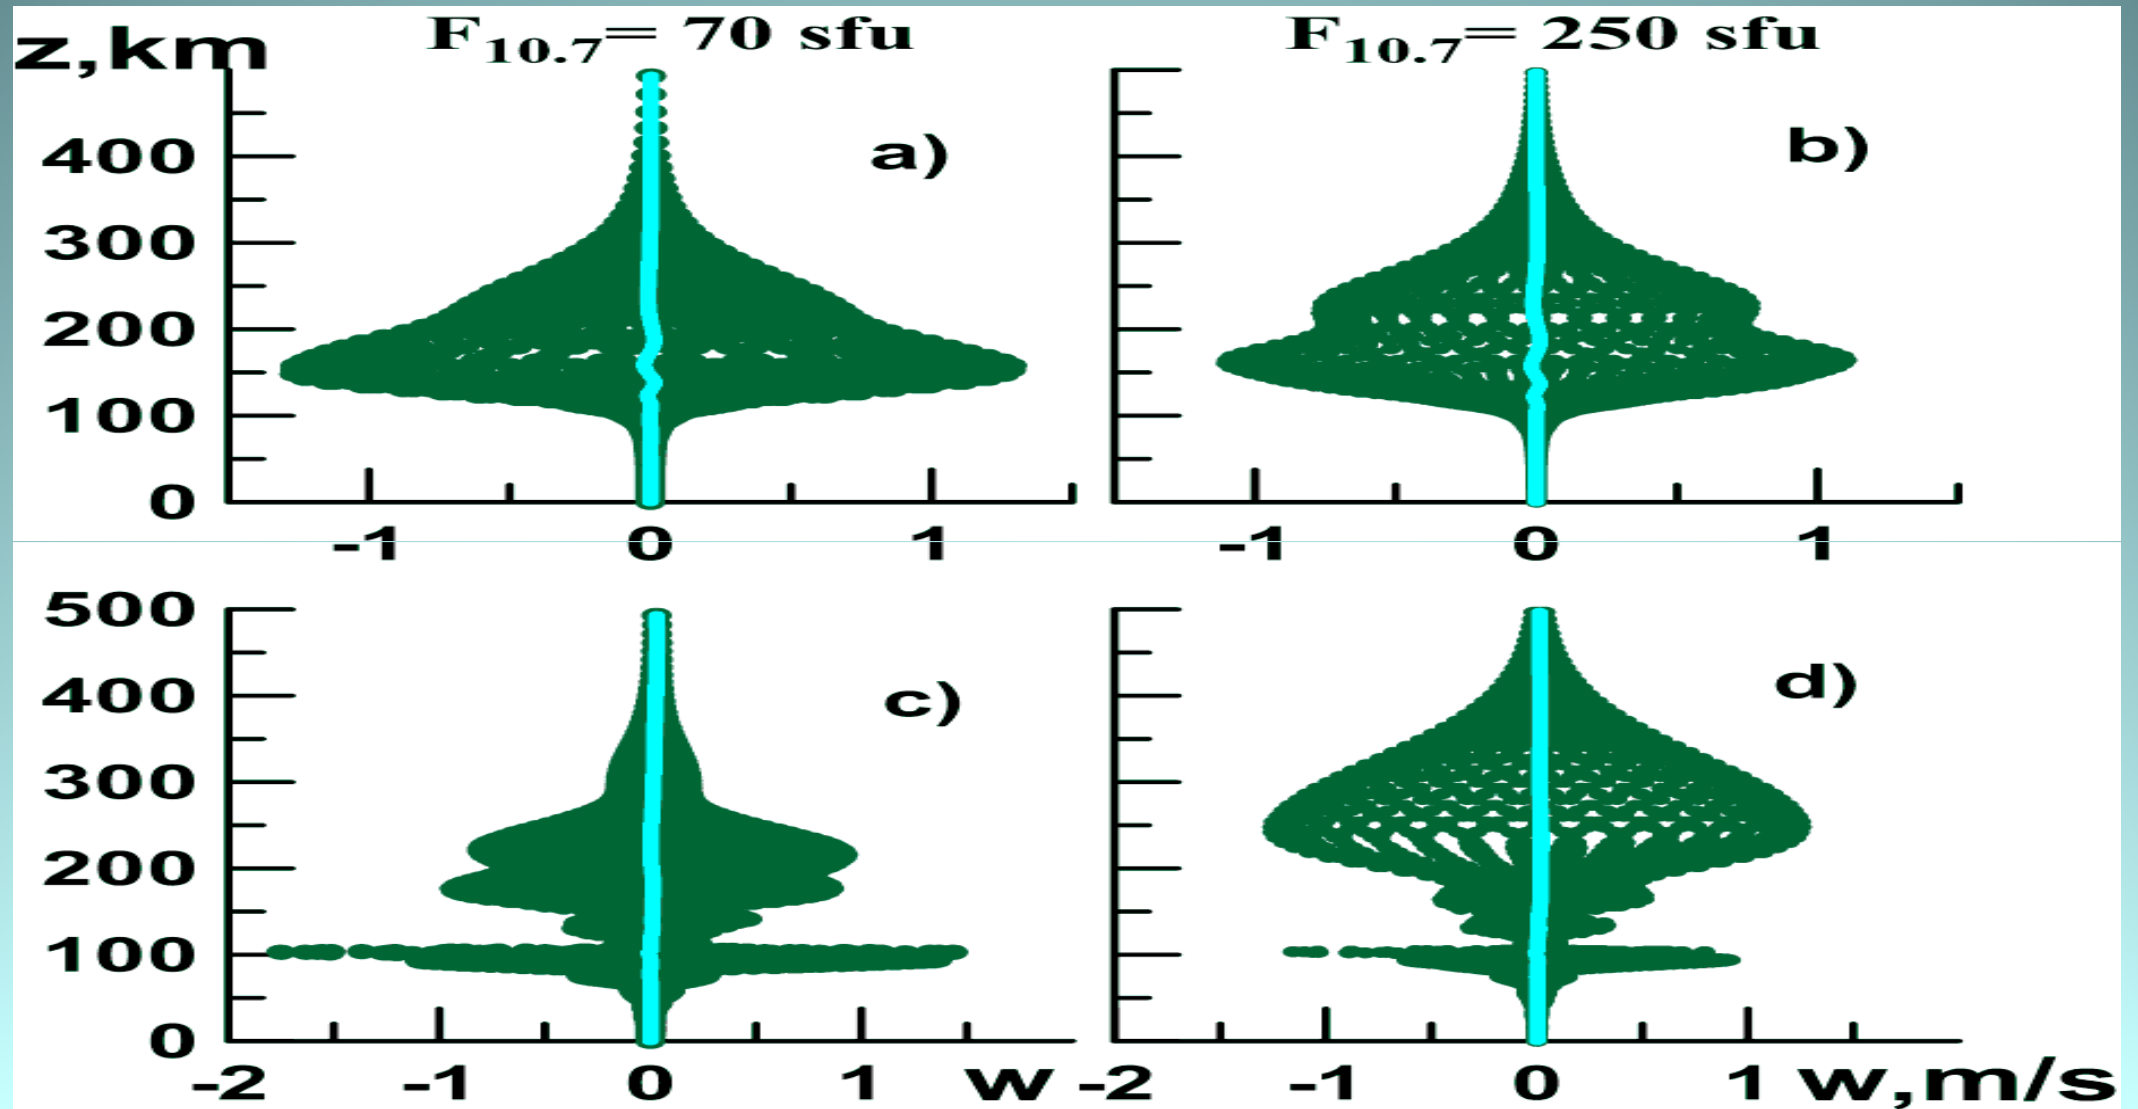 z,km
F10.7= 70 sfu
F10.7= 250 sfu
a)
b)
400
300
200
100
0
-1 0 1
-1 0 1
500
400
300
200
100
0
c)
d)
-2 -1 0 1 w
-2 -1 0 1 w,m/s